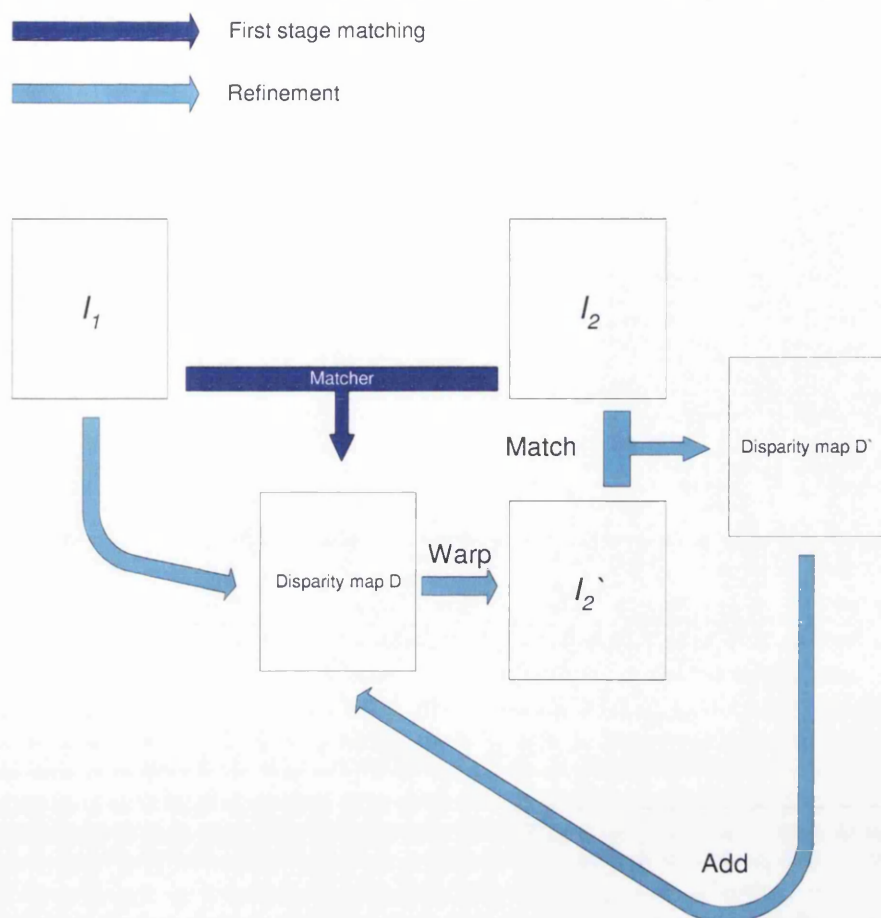 First stage matching
Refinement
I₁
I₂
Matcher
Match
Disparity map D`
Disparity map D
Warp
I₂`
Add